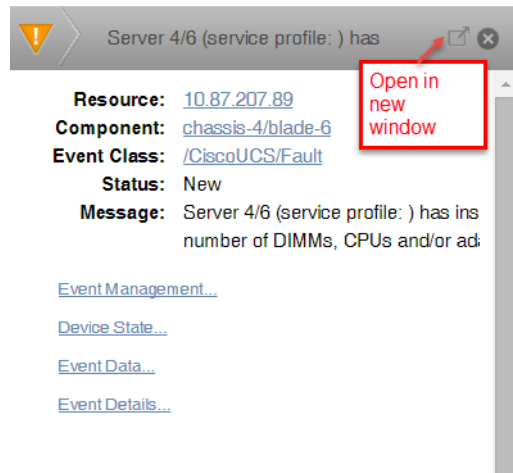 Server 4/6 (service profile: ) has
Open in
new
window
Resource: 10.87.207.89
Component: chassis-4/blade-6
Event Class: /CiscoUCS/Fault
Status: New
Message: Server 4/6 (service profile: ) has ins
number of DIMMs, CPUs and/or ada
Event Management...
Device State...
Event Data...
Event Details...